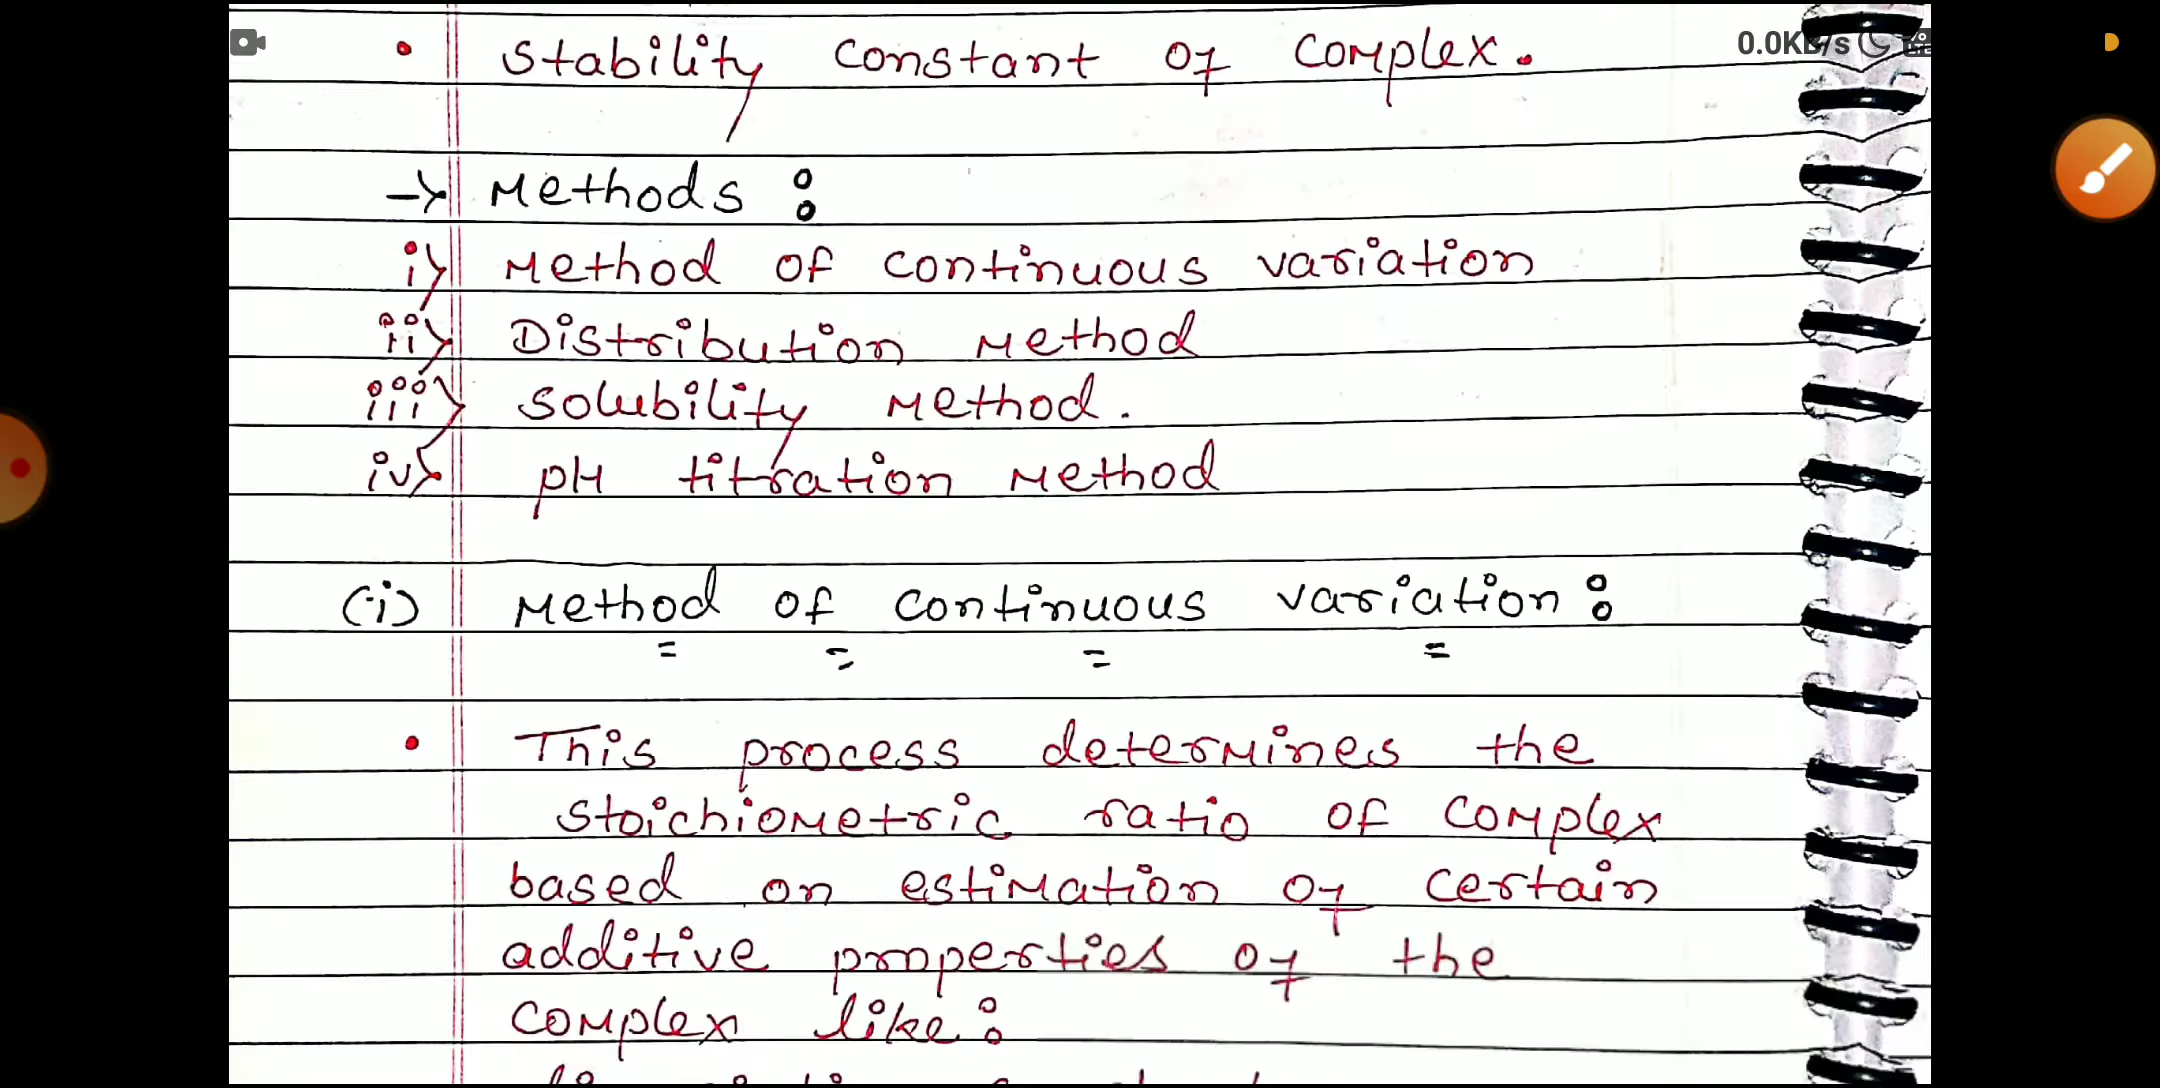 0.0KB/s
• Stability constant of complex.
→ Methods :
i) Method of continuous variation
ii) Distribution Method
iii) Solubility Method.
iv) pH titration Method
(i) Method of continuous variation :
• This process determines the
stoichiometric ratio of complex
based on estimation of certain
additive properties of the
complex like :